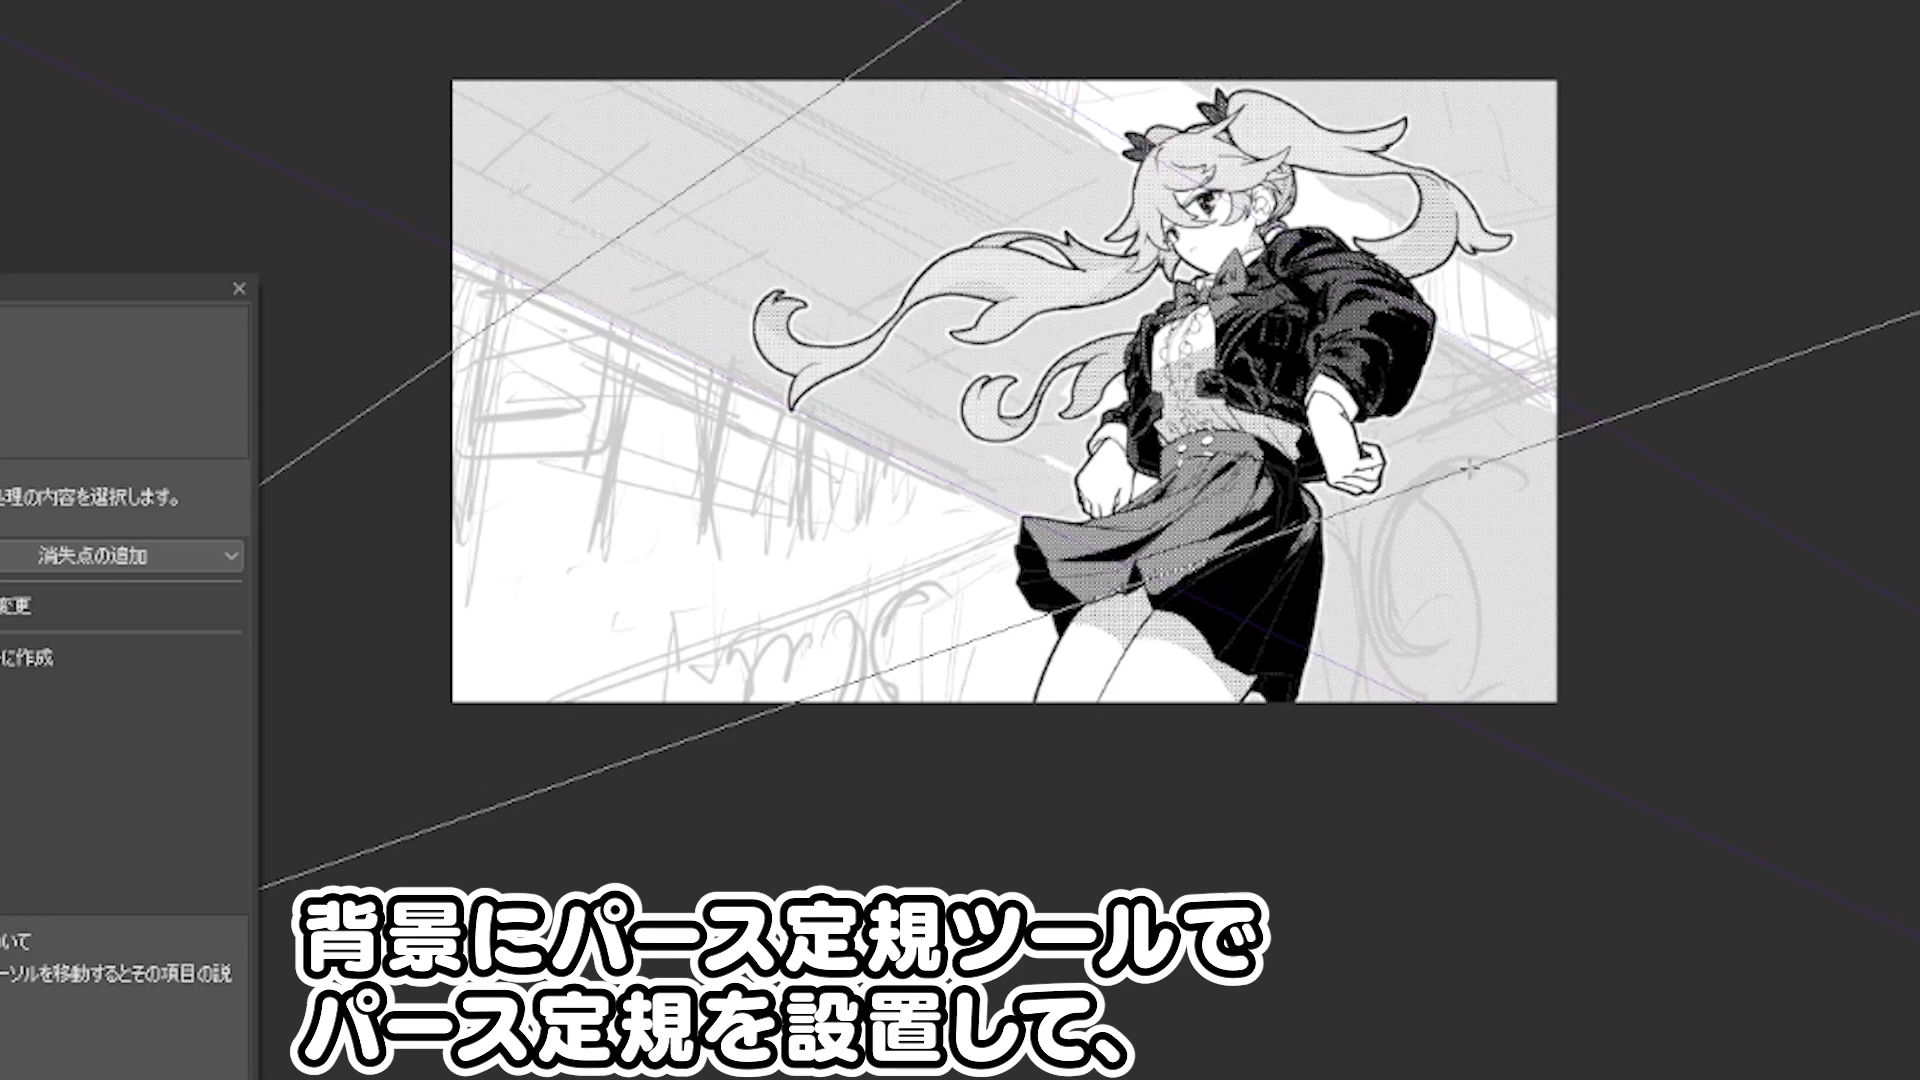 処理の内容を選択します。
消失点の追加
変更
に作成
いて
ーソルを移動するとその項目の説
背景にパース定規ツールで
パース定規を設置して、